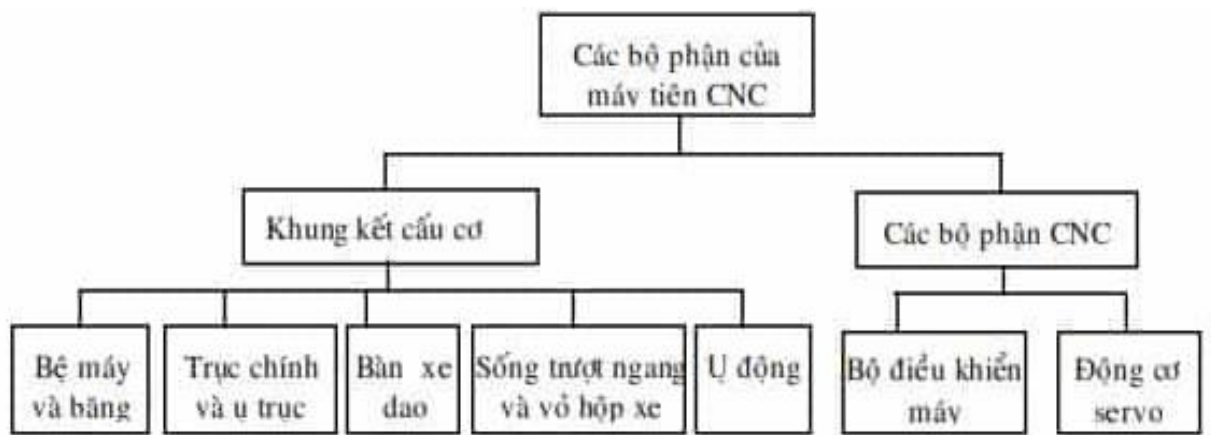 Các bộ phận của
máy tiện CNC
Khung kết cấu cơ
Các bộ phận CNC
Bệ máy
và băng
Trục chính
và ụ trục
Bàn xe
dao
Sống trượt ngang
và vỏ hộp xe
Ụ động
Bộ điều khiển
máy
Động cơ
servo